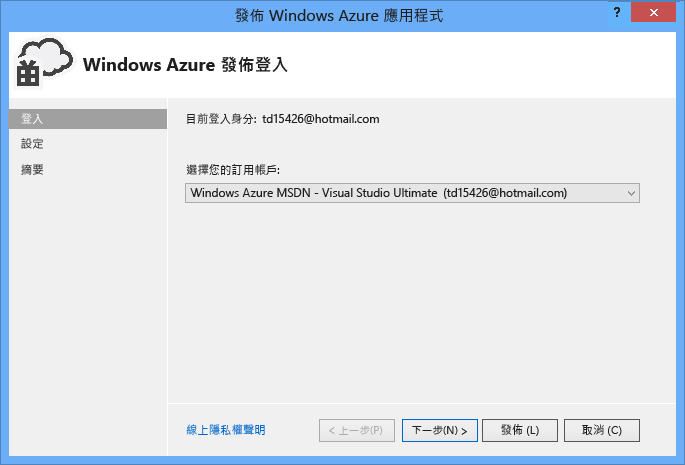 發佈 Windows Azure 應用程式
?
Windows Azure 發佈登入
登入
設定
摘要
目前登入身分: td15426@hotmail.com
選擇您的訂用帳戶:
Windows Azure MSDN - Visual Studio Ultimate (td15426@hotmail.com)
線上隱私權聲明
< 上一步(P)
下一步(N) >
發佈 (L)
取消 (C)